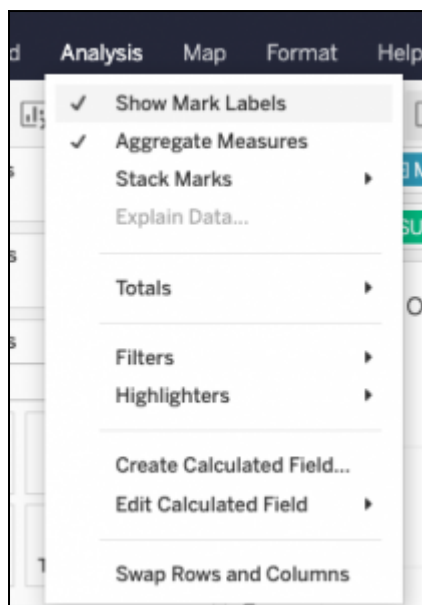 d Analysis Map Format Help
Show Mark Labels
Aggregate Measures
Stack Marks
Explain Data...
Totals
Filters
Highlighters
Create Calculated Field...
Edit Calculated Field
Swap Rows and Columns